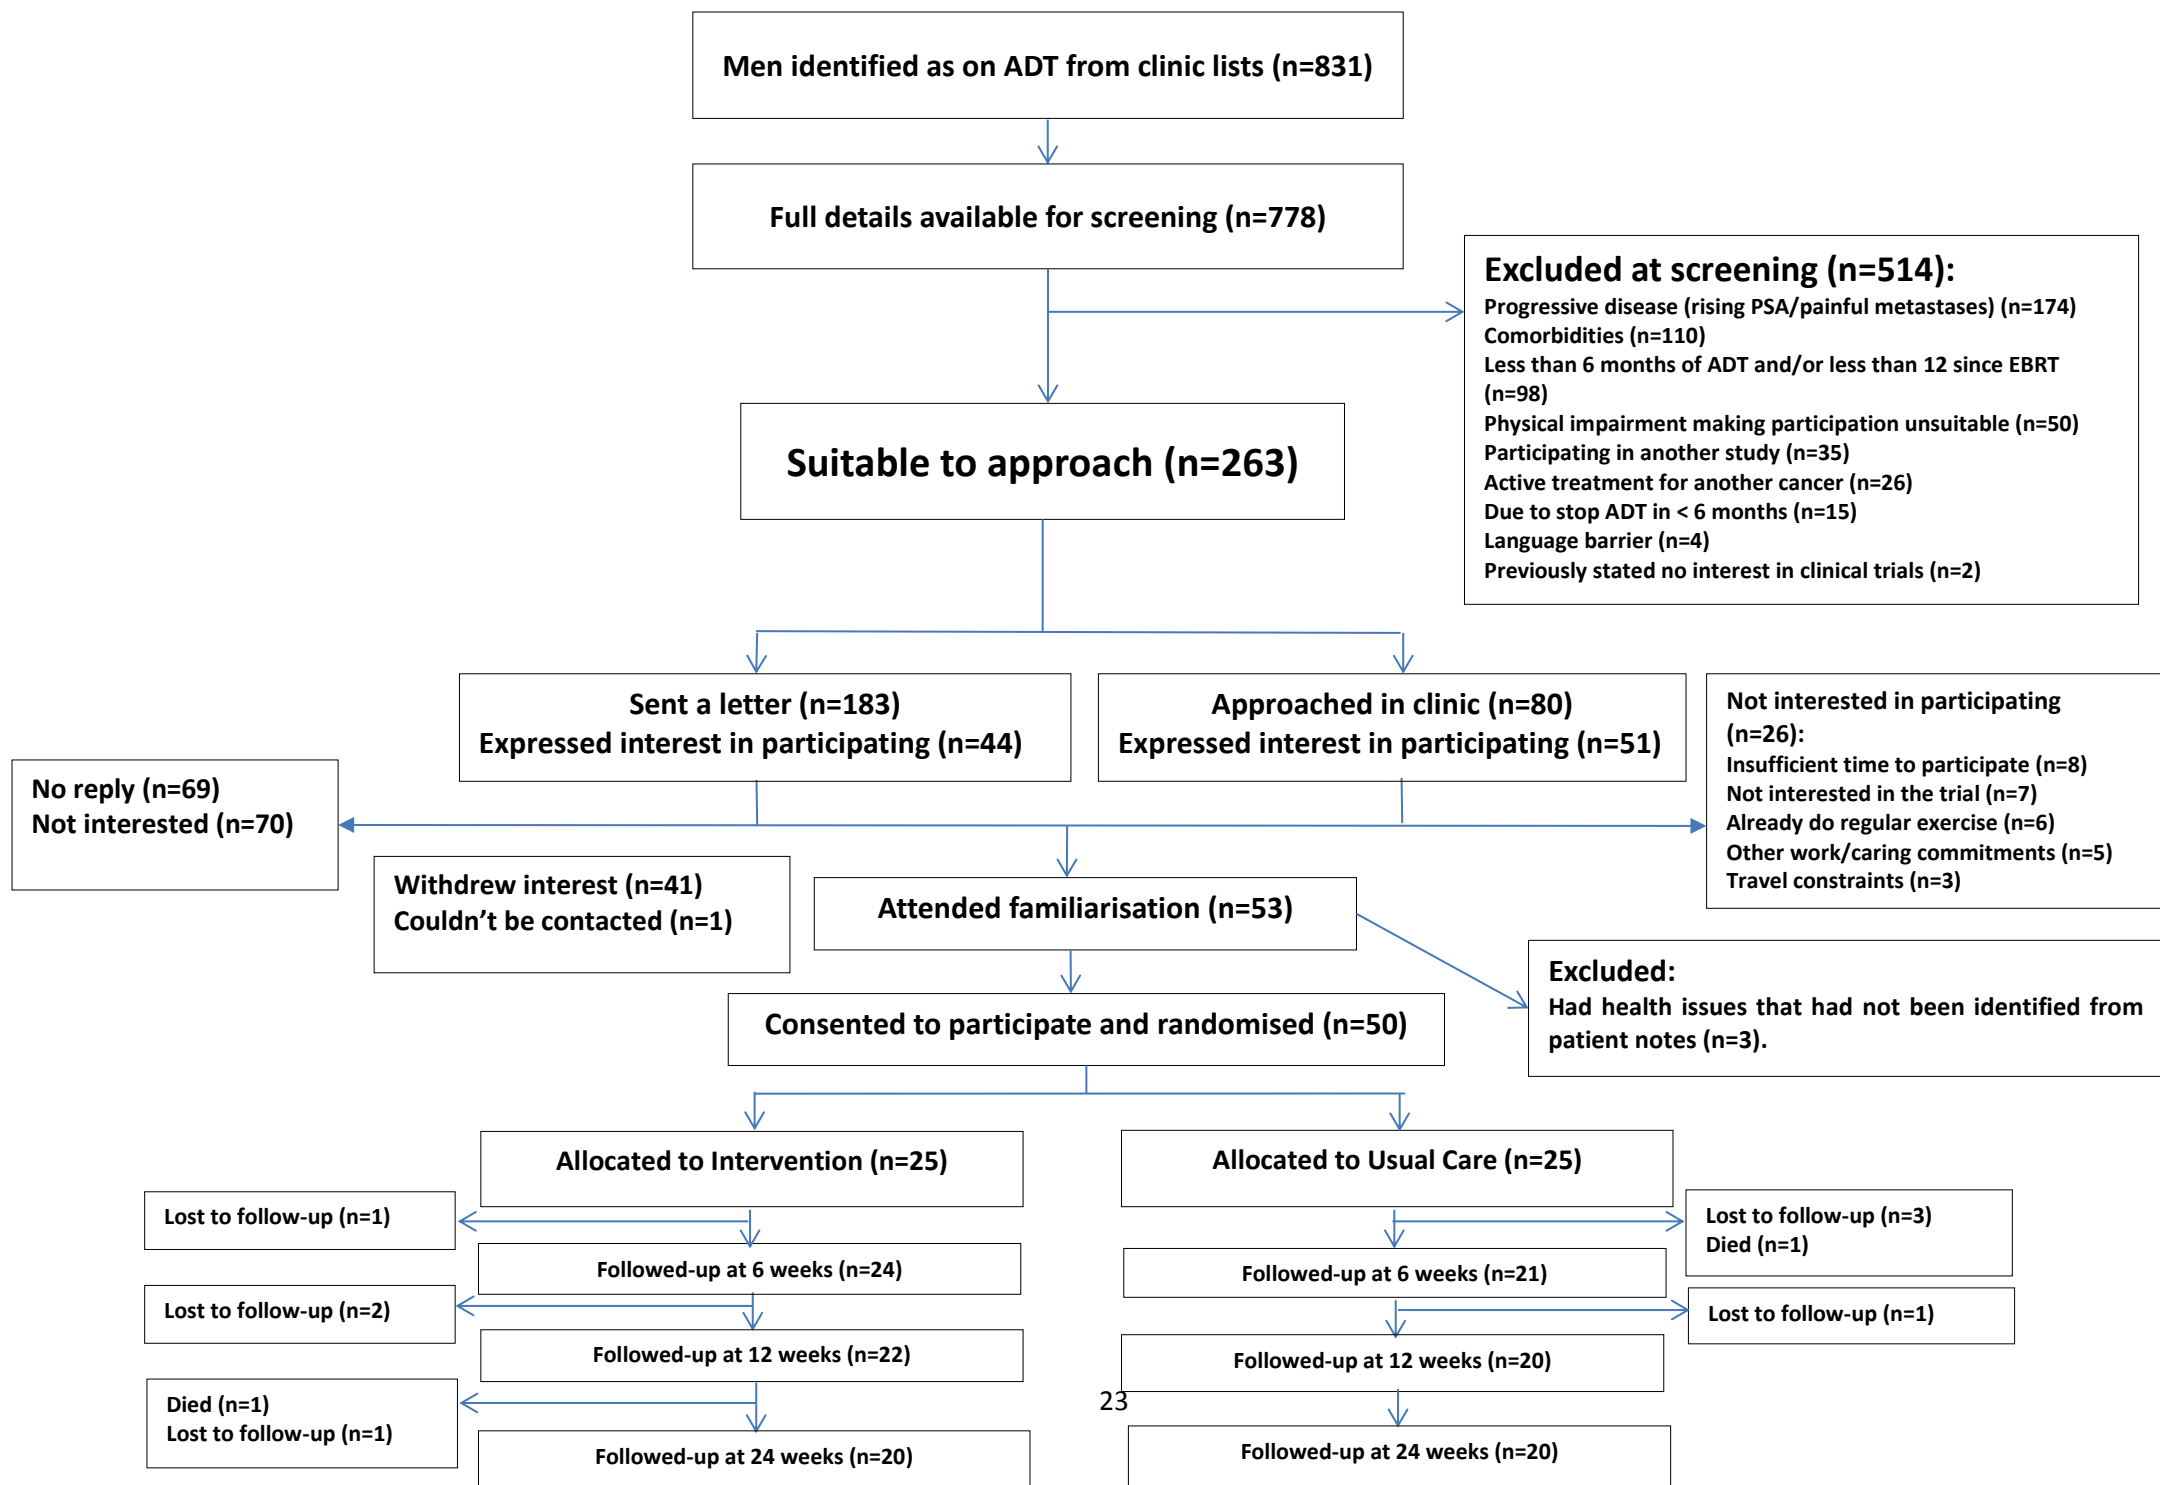 Men identified as on ADT from clinic lists (n=831)
Full details available for screening (n=778)
Excluded at screening (n=514):
Progressive disease (rising PSA/painful metastases) (n=174)
Comorbidities (n=110)
Less than 6 months of ADT and/or less than 12 since EBRT
(n=98)
Physical impairment making participation unsuitable (n=50)
Participating in another study (n=35)
Active treatment for another cancer (n=26)
Due to stop ADT in < 6 months (n=15)
Language barrier (n=4)
Previously stated no interest in clinical trials (n=2)
Suitable to approach (n=263)
Sent a letter (n=183)
Expressed interest in participating (n=44)
Approached in clinic (n=80)
Expressed interest in participating (n=51)
Not interested in participating
(n=26):
Insufficient time to participate (n=8)
Not interested in the trial (n=7)
Already do regular exercise (n=6)
Other work/caring commitments (n=5)
Travel constraints (n=3)
No reply (n=69)
Not interested (n=70)
Withdrew interest (n=41)
Couldn’t be contacted (n=1)
Attended familiarisation (n=53)
Excluded:
Had health issues that had not been identified from
patient notes (n=3).
Consented to participate and randomised (n=50)
Allocated to Intervention (n=25)
Allocated to Usual Care (n=25)
Lost to follow-up (n=1)
Lost to follow-up (n=3)
Died (n=1)
Followed-up at 6 weeks (n=24)
Followed-up at 6 weeks (n=21)
Lost to follow-up (n=2)
Lost to follow-up (n=1)
Followed-up at 12 weeks (n=22)
Followed-up at 12 weeks (n=20)
Died (n=1)
Lost to follow-up (n=1)
23
Followed-up at 24 weeks (n=20)
Followed-up at 24 weeks (n=20)